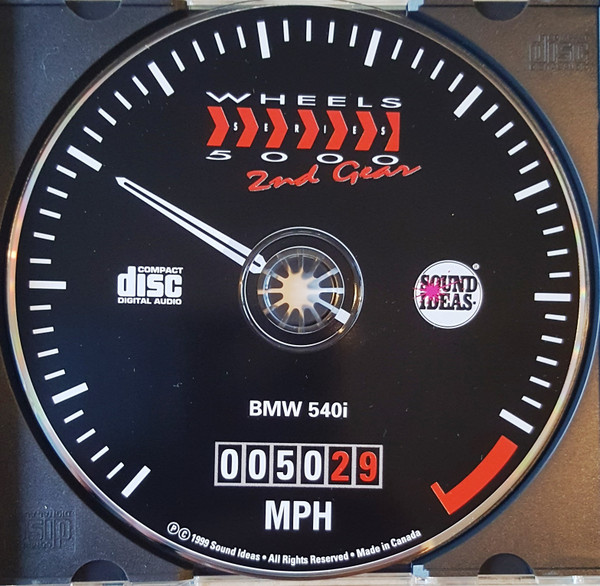 disc
WHEELS
SERIES
5000
2nd Gear
COMPACT
disc
DIGITAL AUDIO
SOUND
IDEAS®
BMW 540i
005029
MPH
℗ © 1999 Sound Ideas • All Rights Reserved • Made in Canada